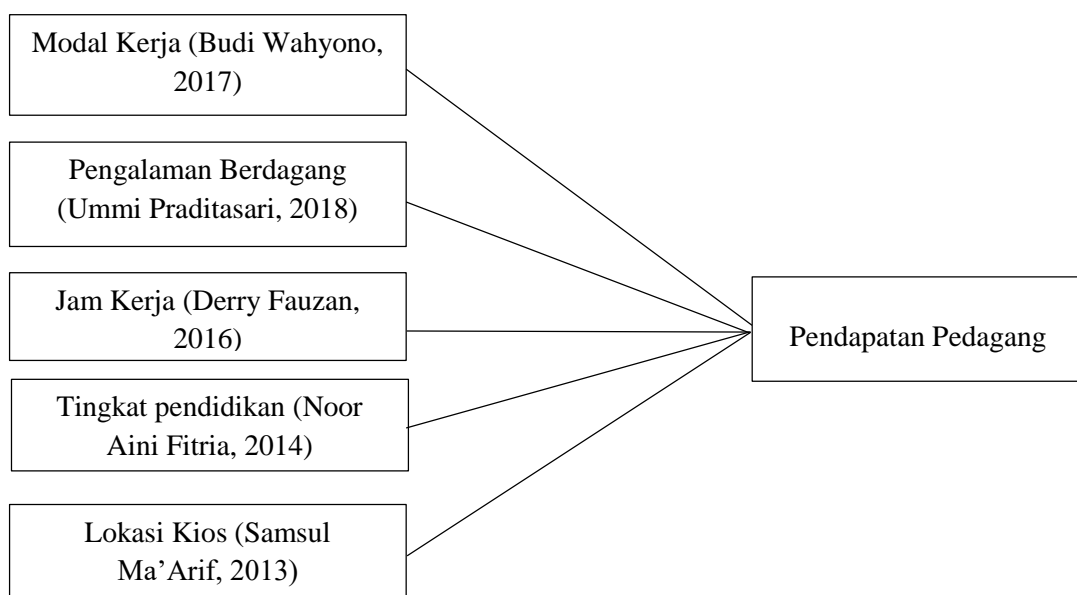 Modal Kerja (Budi Wahyono,
2017)
Pengalaman Berdagang
(Ummi Praditasari, 2018)
Jam Kerja (Derry Fauzan,
2016)
Tingkat pendidikan (Noor
Aini Fitria, 2014)
Lokasi Kios (Samsul
Ma’Arif, 2013)
Pendapatan Pedagang